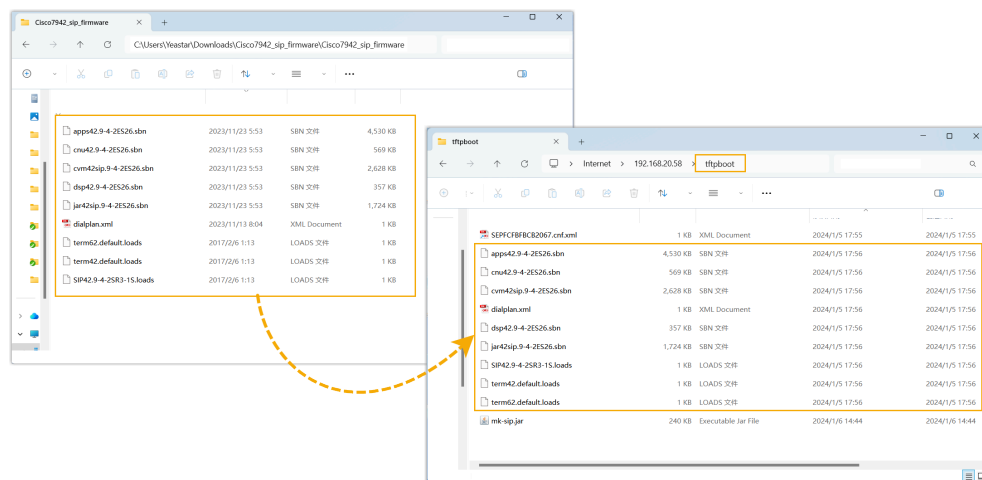 Cisco7942_sip_firmware
C:\Users\Yeastar\Downloads\Cisco7942_sip_firmware\Cisco7942_sip_firmware
apps42.9-4-2ES26.sbn 2023/11/23 5:53 SBN 文件 4,530 KB
cnu42.9-4-2ES26.sbn 2023/11/23 5:53 SBN 文件 569 KB
cvm42sip.9-4-2ES26.sbn 2023/11/23 5:53 SBN 文件 2,628 KB
dsp42.9-4-2ES26.sbn 2023/11/23 5:53 SBN 文件 357 KB
jar42sip.9-4-2ES26.sbn 2023/11/23 5:53 SBN 文件 1,724 KB
dialplan.xml 2023/11/13 8:04 XML Document 1 KB
term62.default.loads 2017/2/6 1:13 LOADS 文件 1 KB
term42.default.loads 2017/2/6 1:13 LOADS 文件 1 KB
SIP42.9-4-2SR3-1S.loads 2017/2/6 1:13 LOADS 文件 1 KB
tftpboot
Internet > 192.168.20.58 > tftpboot
SEPFCFBFBCB2067.cnf.xml 1 KB XML Document 2024/1/5 17:55 2024/1/5 17:55
apps42.9-4-2ES26.sbn 4,530 KB SBN 文件 2024/1/5 17:56 2024/1/5 17:56
cnu42.9-4-2ES26.sbn 569 KB SBN 文件 2024/1/5 17:56 2024/1/5 17:56
cvm42sip.9-4-2ES26.sbn 2,628 KB SBN 文件 2024/1/5 17:56 2024/1/5 17:56
dialplan.xml 1 KB XML Document 2024/1/5 17:56 2024/1/5 17:56
dsp42.9-4-2ES26.sbn 357 KB SBN 文件 2024/1/5 17:56 2024/1/5 17:56
jar42sip.9-4-2ES26.sbn 1,724 KB SBN 文件 2024/1/5 17:56 2024/1/5 17:56
SIP42.9-4-2SR3-1S.loads 1 KB LOADS 文件 2024/1/5 17:56 2024/1/5 17:56
term42.default.loads 1 KB LOADS 文件 2024/1/5 17:56 2024/1/5 17:56
term62.default.loads 1 KB LOADS 文件 2024/1/5 17:56 2024/1/5 17:56
mk-sip.jar 240 KB Executable Jar File 2024/1/6 14:44 2024/1/6 14:44